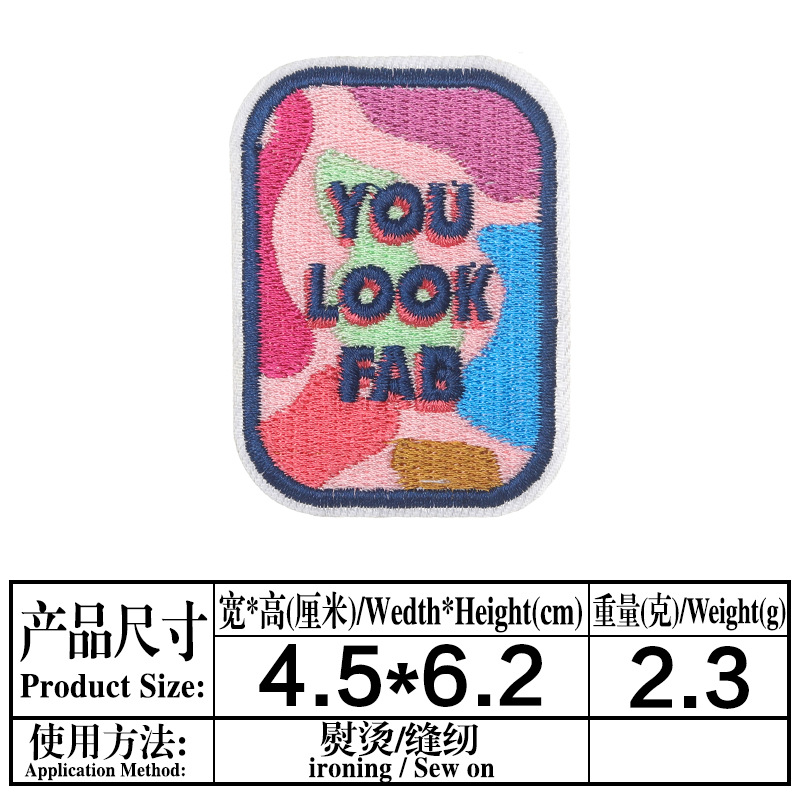 YOU
LOOK
FAB
产品尺寸
Product Size:
宽*高(厘米)/Wedth*Height(cm)
重量(克)/Weight(g)
4.5*6.2
2.3
使用方法:
Application Method:
熨烫/缝纫
ironing / Sew on